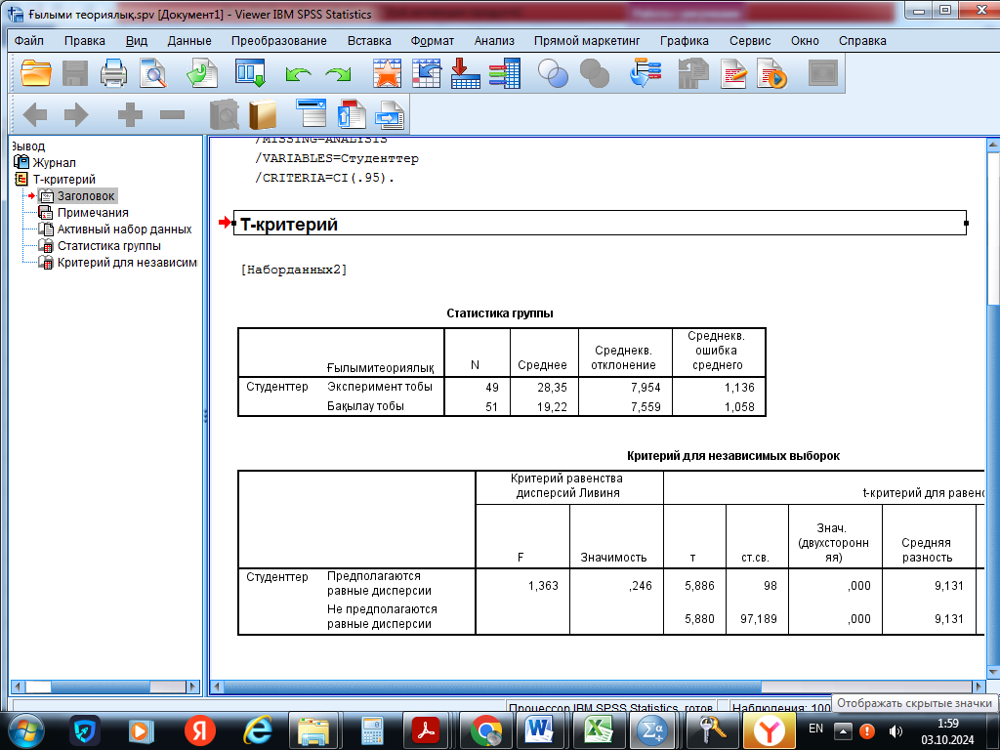 Ғылыми теориялық.spv [Документ1] - Viewer IBM SPSS Statistics
Файл Правка Вид Данные Преобразование Вставка Формат Анализ Прямой маркетинг Графика Сервис Окно Справка
Вывод
Журнал
Т-критерий
Заголовок
Примечания
Активный набор данных
Статистика группы
Критерий для независим
/MISSING=ANALYSIS
/VARIABLES=Студенттер
/CRITERIA=CI(.95).
Т-критерий
[Наборданных2]
Статистика группы
Ғылымитеориялық N Среднее Среднекв. отклонение Среднекв. ошибка среднего
Студенттер Эксперимент тобы 49 28,35 7,954 1,136
Бақылау тобы 51 19,22 7,559 1,058
Критерий для независимых выборок
Критерий равенства дисперсий Ливиня t-критерий для равен
F Значимость т ст.св. Знач. (двухсторонняя) Средняя разность
Студенттер Предполагаются равные дисперсии 1,363 ,246 5,886 98 ,000 9,131
Не предполагаются равные дисперсии 5,880 97,189 ,000 9,131
Процессор IBM SPSS Statistics готов Наблюдения: 100
Отображать скрытые значки
EN 1:59
03.10.2024